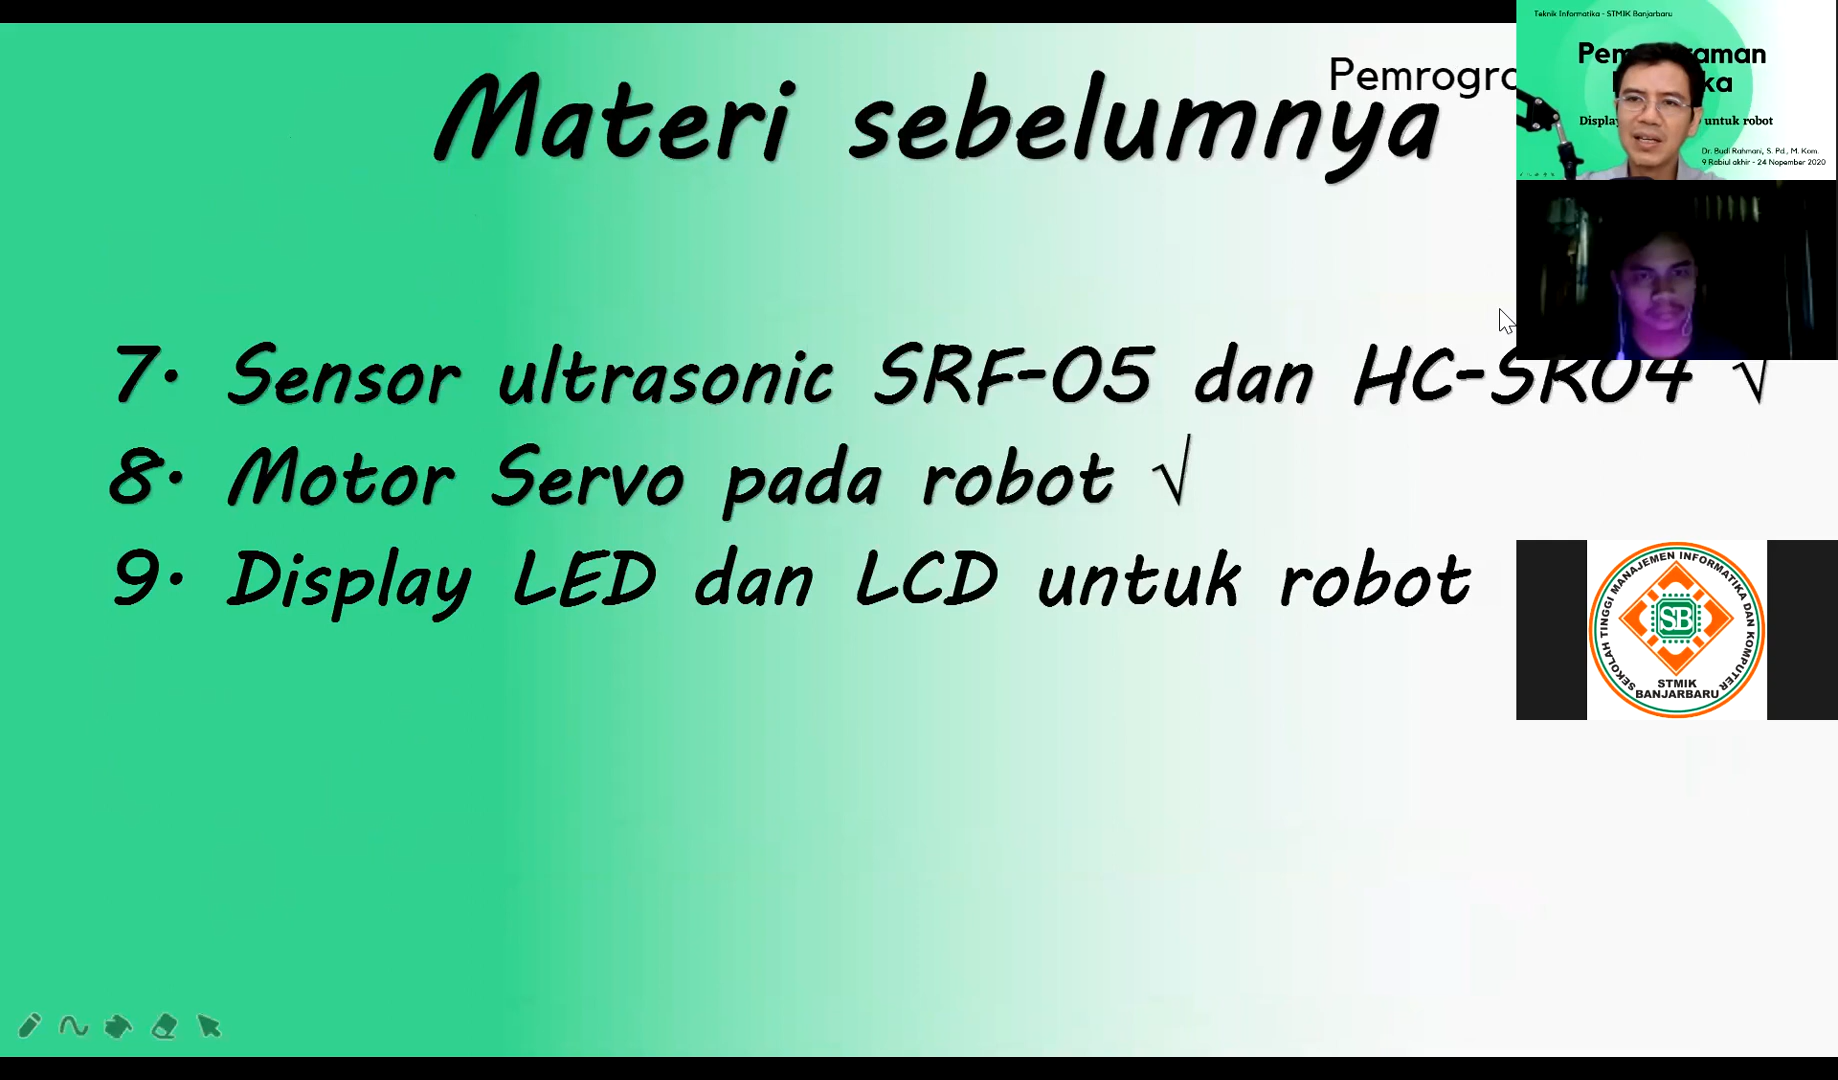 Materi sebelumnya
7. Sensor ultrasonic SRF-05 dan HC-SR04 √
8. Motor Servo pada robot √
9. Display LED dan LCD untuk robot
Teknik Informatika - STMIK Banjarbaru
untuk robot
Dr. Budi Rahmani, S. Pd., M. Kom.
9 Rabiul akhir - 24 Nopember 2020
SEKOLAH TINGGI MANAJEMEN INFORMATIKA DAN KOMPUTER
SB
STMIK
BANJARBARU